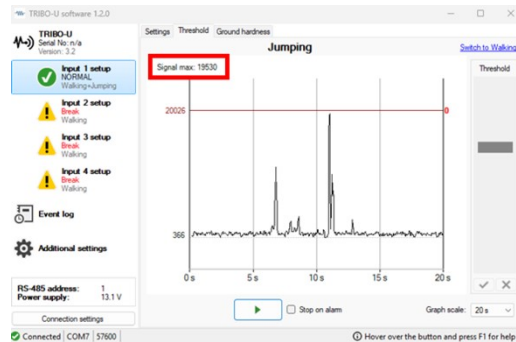 TRIBO-U software 1.2.0
TRIBO-U
Serial No: n/a
Version: 3.2
Input 1 setup
NORMAL
Walking+Jumping
Input 2 setup
Break
Walking
Input 3 setup
Break
Walking
Input 4 setup
Break
Walking
Event log
Additional settings
RS-485 address: 1
Power supply: 13.1 V
Connection settings
Settings Threshold Ground hardness
Jumping
Switch to Walking
Signal max: 19530
Threshold
20026
0
366
0 s 5 s 10 s 15 s 20 s
Stop on alarm
Graph scale: 20 s
Connected COM7 57600
Hover over the button and press F1 for help